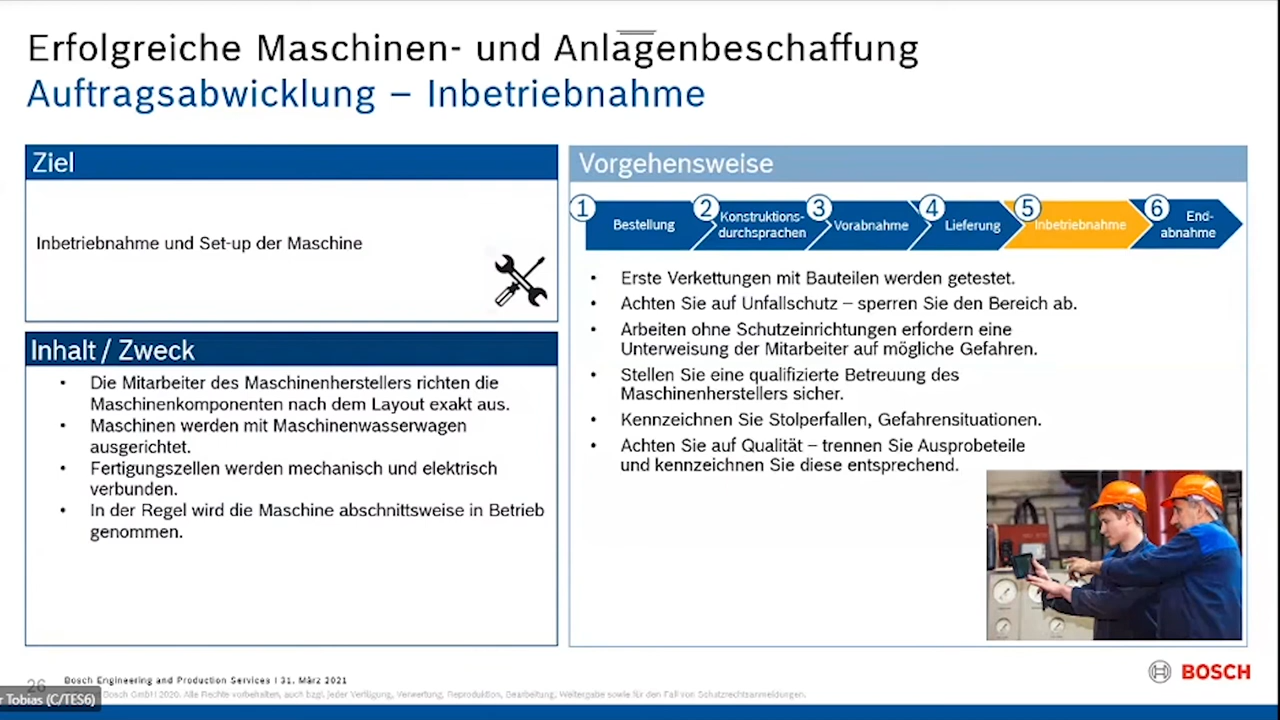 Erfolgreiche Maschinen- und Anlagenbeschaffung
Auftragsabwicklung – Inbetriebnahme
Ziel
Inbetriebnahme und Set-up der Maschine
Inhalt / Zweck
• Die Mitarbeiter des Maschinenherstellers richten die
Maschinenkomponenten nach dem Layout exakt aus.
• Maschinen werden mit Maschinenwasserwagen
ausgerichtet.
• Fertigungszellen werden mechanisch und elektrisch
verbunden.
• In der Regel wird die Maschine abschnittsweise in Betrieb
genommen.
Vorgehensweise
1 Bestellung
2 Konstruktions-
durchsprachen
3 Vorabnahme
4 Lieferung
5 Inbetriebnahme
6 End-
abnahme
• Erste Verkettungen mit Bauteilen werden getestet.
• Achten Sie auf Unfallschutz – sperren Sie den Bereich ab.
• Arbeiten ohne Schutzeinrichtungen erfordern eine
Unterweisung der Mitarbeiter auf mögliche Gefahren.
• Stellen Sie eine qualifizierte Betreuung des
Maschinenherstellers sicher.
• Kennzeichnen Sie Stolperfallen, Gefahrensituationen.
• Achten Sie auf Qualität – trennen Sie Ausprobeteile
und kennzeichnen Sie diese entsprechend.
26
Bosch Engineering and Production Services | 31. März 2021
Bosch GmbH 2020. Alle Rechte vorbehalten, auch bzgl. jeder Verfügung, Verwertung, Reproduktion, Bearbeitung, Weitergabe sowie für den Fall von Schutzrechtsanmeldungen.
r Tobias (C/TES6)
BOSCH